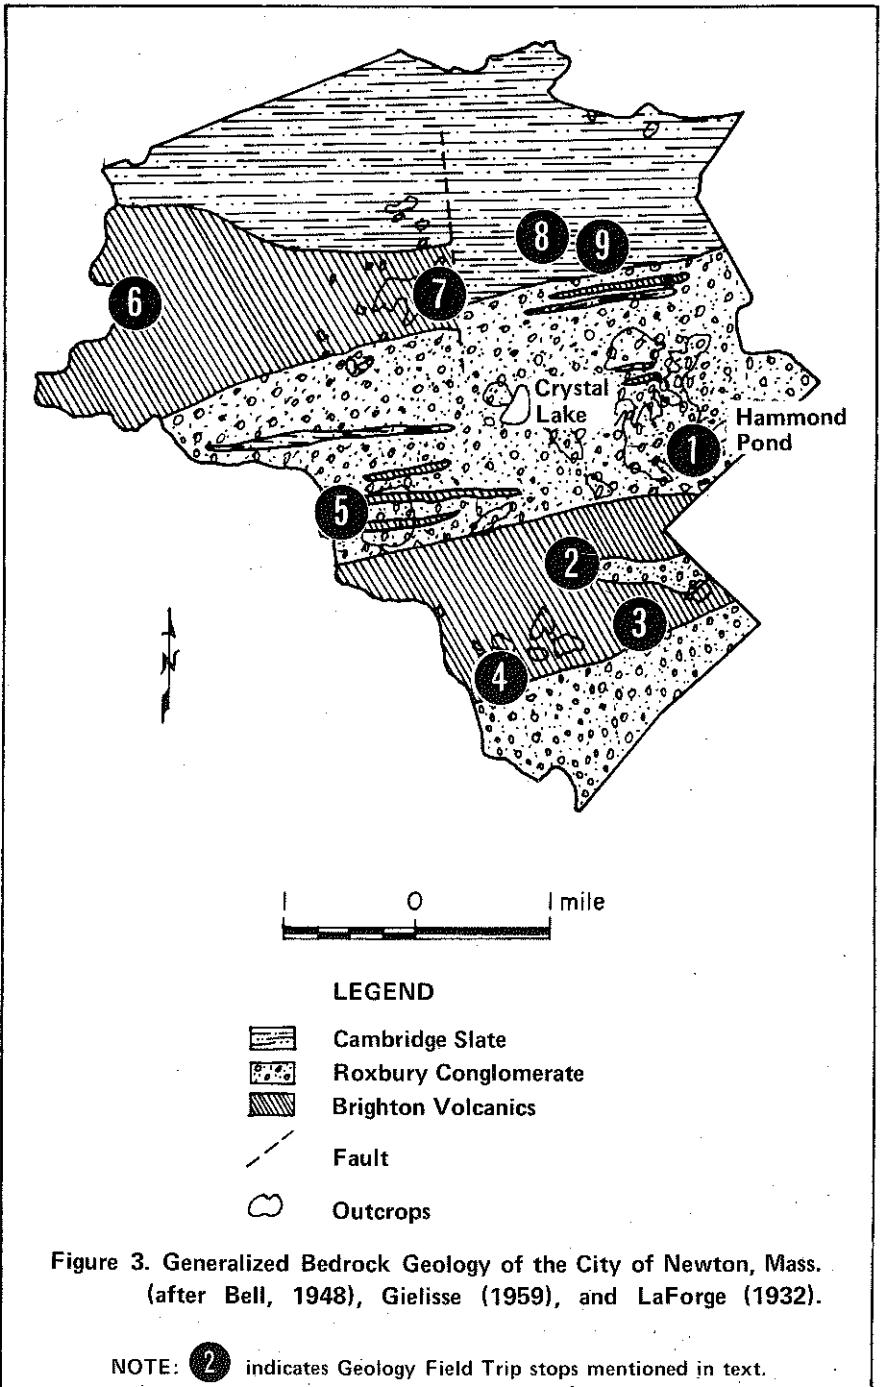 8
9
6
7
Crystal
Lake
Hammond
Pond
1
5
2
3
4
N
1 0 1 mile
LEGEND
Cambridge Slate
Roxbury Conglomerate
Brighton Volcanics
Fault
Outcrops
Figure 3. Generalized Bedrock Geology of the City of Newton, Mass.
(after Bell, 1948), Gielisse (1959), and LaForge (1932).
NOTE: 2 indicates Geology Field Trip stops mentioned in text.